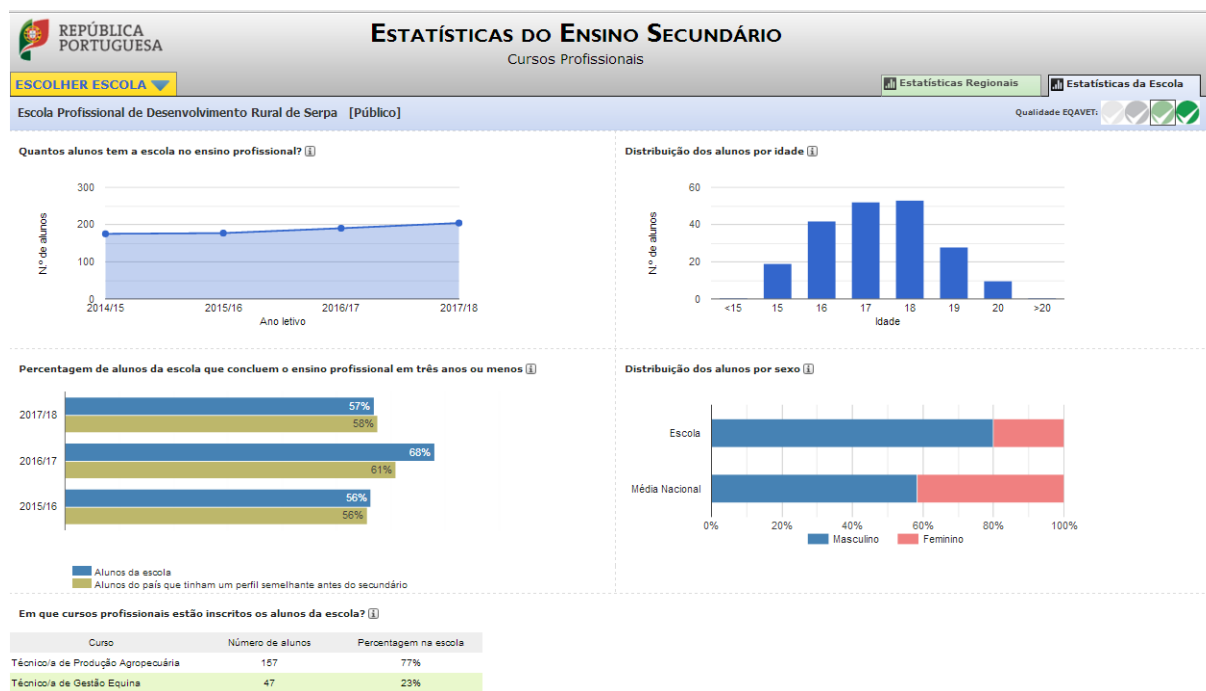 REPÚBLICA
PORTUGUESA
ESTATÍSTICAS DO ENSINO SECUNDÁRIO
Cursos Profissionais
ESCOLHER ESCOLA
Estatísticas Regionais
Estatísticas da Escola
Escola Profissional de Desenvolvimento Rural de Serpa [Público]
Qualidade EQAVET:
Quantos alunos tem a escola no ensino profissional? i
N.º de alunos
300
200
100
0
2014/15 2015/16 2016/17 2017/18
Ano letivo
Distribuição dos alunos por idade i
N.º de alunos
60
40
20
0
<15 15 16 17 18 19 20 >20
Idade
Percentagem de alunos da escola que concluem o ensino profissional em três anos ou menos i
2017/18
57%
58%
2016/17
68%
61%
2015/16
56%
56%
Alunos da escola
Alunos do país que tinham um perfil semelhante antes do secundário
Distribuição dos alunos por sexo i
Escola
Média Nacional
0% 20% 40% 60% 80% 100%
Masculino Feminino
Em que cursos profissionais estão inscritos os alunos da escola? i
Curso Número de alunos Percentagem na escola
Técnico/a de Produção Agropecuária 157 77%
Técnico/a de Gestão Equina 47 23%